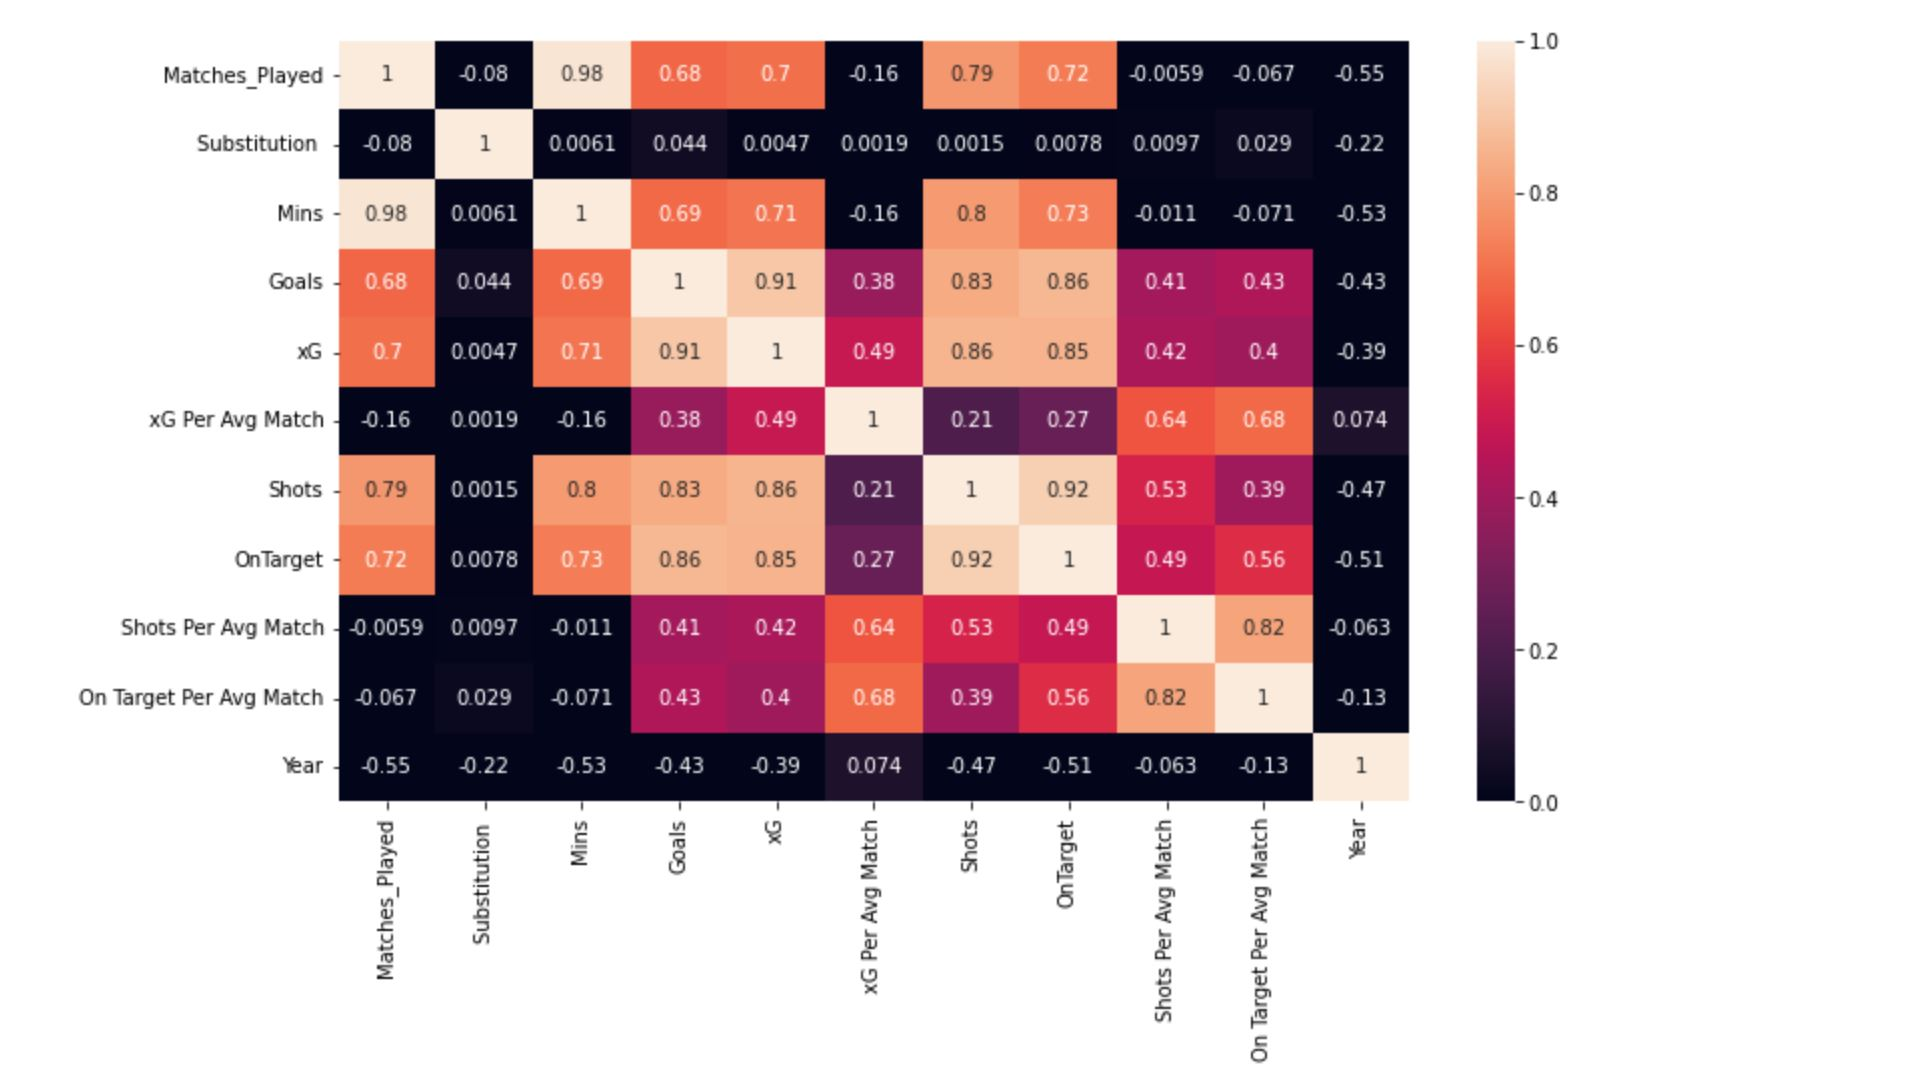 Matches_Played 1 -0.08 0.98 0.68 0.7 -0.16 0.79 0.72 -0.0059 -0.067 -0.55
Substitution -0.08 1 0.0061 0.044 0.0047 0.0019 0.0015 0.0078 0.0097 0.029 -0.22
Mins 0.98 0.0061 1 0.69 0.71 -0.16 0.8 0.73 -0.011 -0.071 -0.53
Goals 0.68 0.044 0.69 1 0.91 0.38 0.83 0.86 0.41 0.43 -0.43
xG 0.7 0.0047 0.71 0.91 1 0.49 0.86 0.85 0.42 0.4 -0.39
xG Per Avg Match -0.16 0.0019 -0.16 0.38 0.49 1 0.21 0.27 0.64 0.68 0.074
Shots 0.79 0.0015 0.8 0.83 0.86 0.21 1 0.92 0.53 0.39 -0.47
OnTarget 0.72 0.0078 0.73 0.86 0.85 0.27 0.92 1 0.49 0.56 -0.51
Shots Per Avg Match -0.0059 0.0097 -0.011 0.41 0.42 0.64 0.53 0.49 1 0.82 -0.063
On Target Per Avg Match -0.067 0.029 -0.071 0.43 0.4 0.68 0.39 0.56 0.82 1 -0.13
Year -0.55 -0.22 -0.53 -0.43 -0.39 0.074 -0.47 -0.51 -0.063 -0.13 1
Matches_Played
Substitution
Mins
Goals
xG
xG Per Avg Match
Shots
OnTarget
Shots Per Avg Match
On Target Per Avg Match
Year
1.0
0.8
0.6
0.4
0.2
0.0